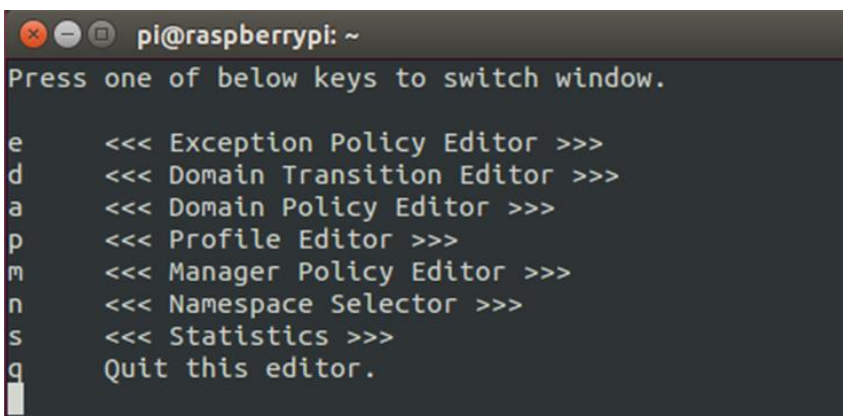 pi@raspberrypi: ~
Press one of below keys to switch window.
e <<< Exception Policy Editor >>>
d <<< Domain Transition Editor >>>
a <<< Domain Policy Editor >>>
p <<< Profile Editor >>>
m <<< Manager Policy Editor >>>
n <<< Namespace Selector >>>
s <<< Statistics >>>
q Quit this editor.